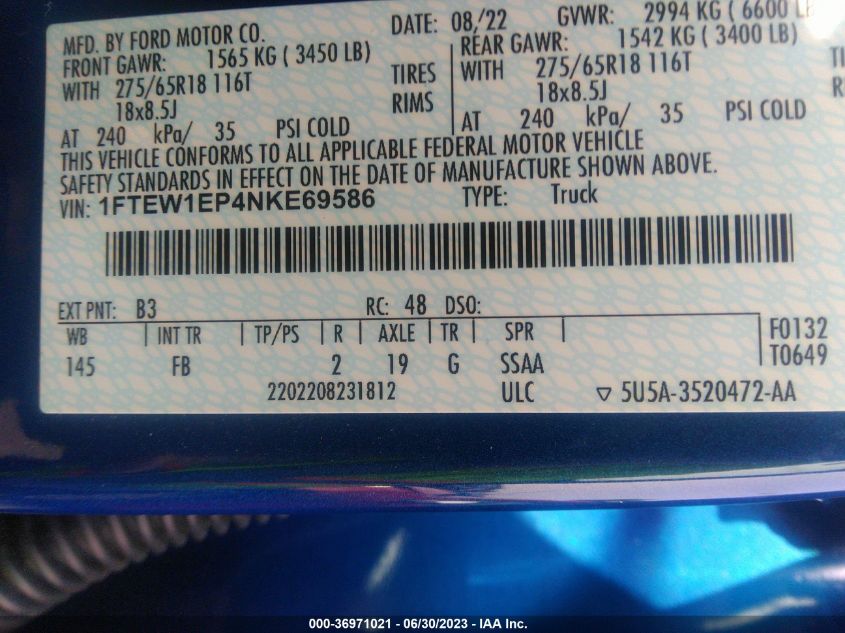 MFD. BY FORD MOTOR CO. DATE: 08/22 GVWR: 2994 KG ( 6600 LB
FRONT GAWR: 1565 KG ( 3450 LB) REAR GAWR: 1542 KG ( 3400 LB)
WITH 275/65R18 116T TIRES WITH 275/65R18 116T TI
18x8.5J RIMS 18x8.5J R
AT 240 kPa/ 35 PSI COLD AT 240 kPa/ 35 PSI COLD
THIS VEHICLE CONFORMS TO ALL APPLICABLE FEDERAL MOTOR VEHICLE
SAFETY STANDARDS IN EFFECT ON THE DATE OF MANUFACTURE SHOWN ABOVE.
VIN: 1FTEW1EP4NKE69586 TYPE: Truck
EXT PNT: B3 RC: 48 DSO:
WB INT TR TP/PS R AXLE TR SPR F0132
145 FB 2 19 G SSAA T0649
2202208231812 ULC ▽ 5U5A-3520472-AA
000-36971021 - 06/30/2023 - IAA Inc.